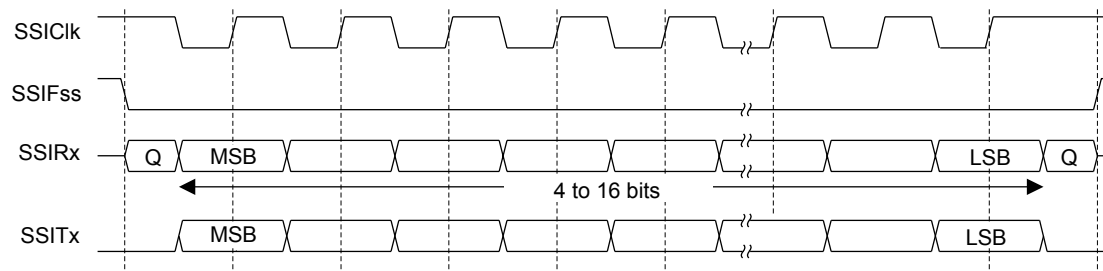 SSIClk
SSIFss
SSIRx Q MSB LSB Q
4 to 16 bits
SSITx MSB LSB